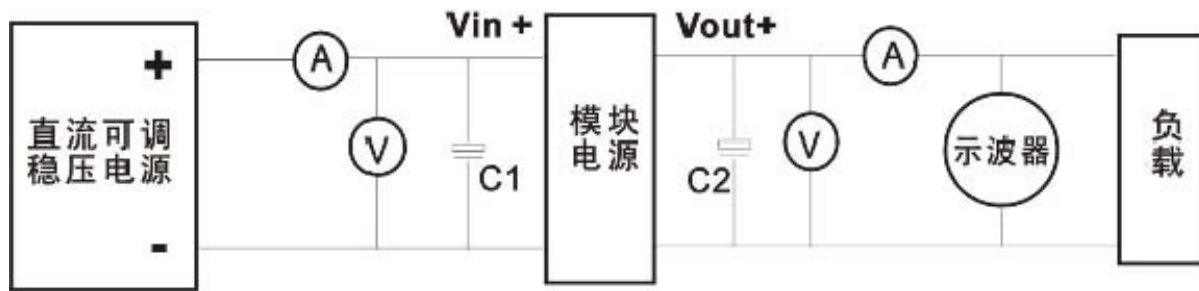 直流可调
稳压电源
+
-
A
V
Vin +
C1
模块
电源
Vout+
C2
V
A
示波器
负
载